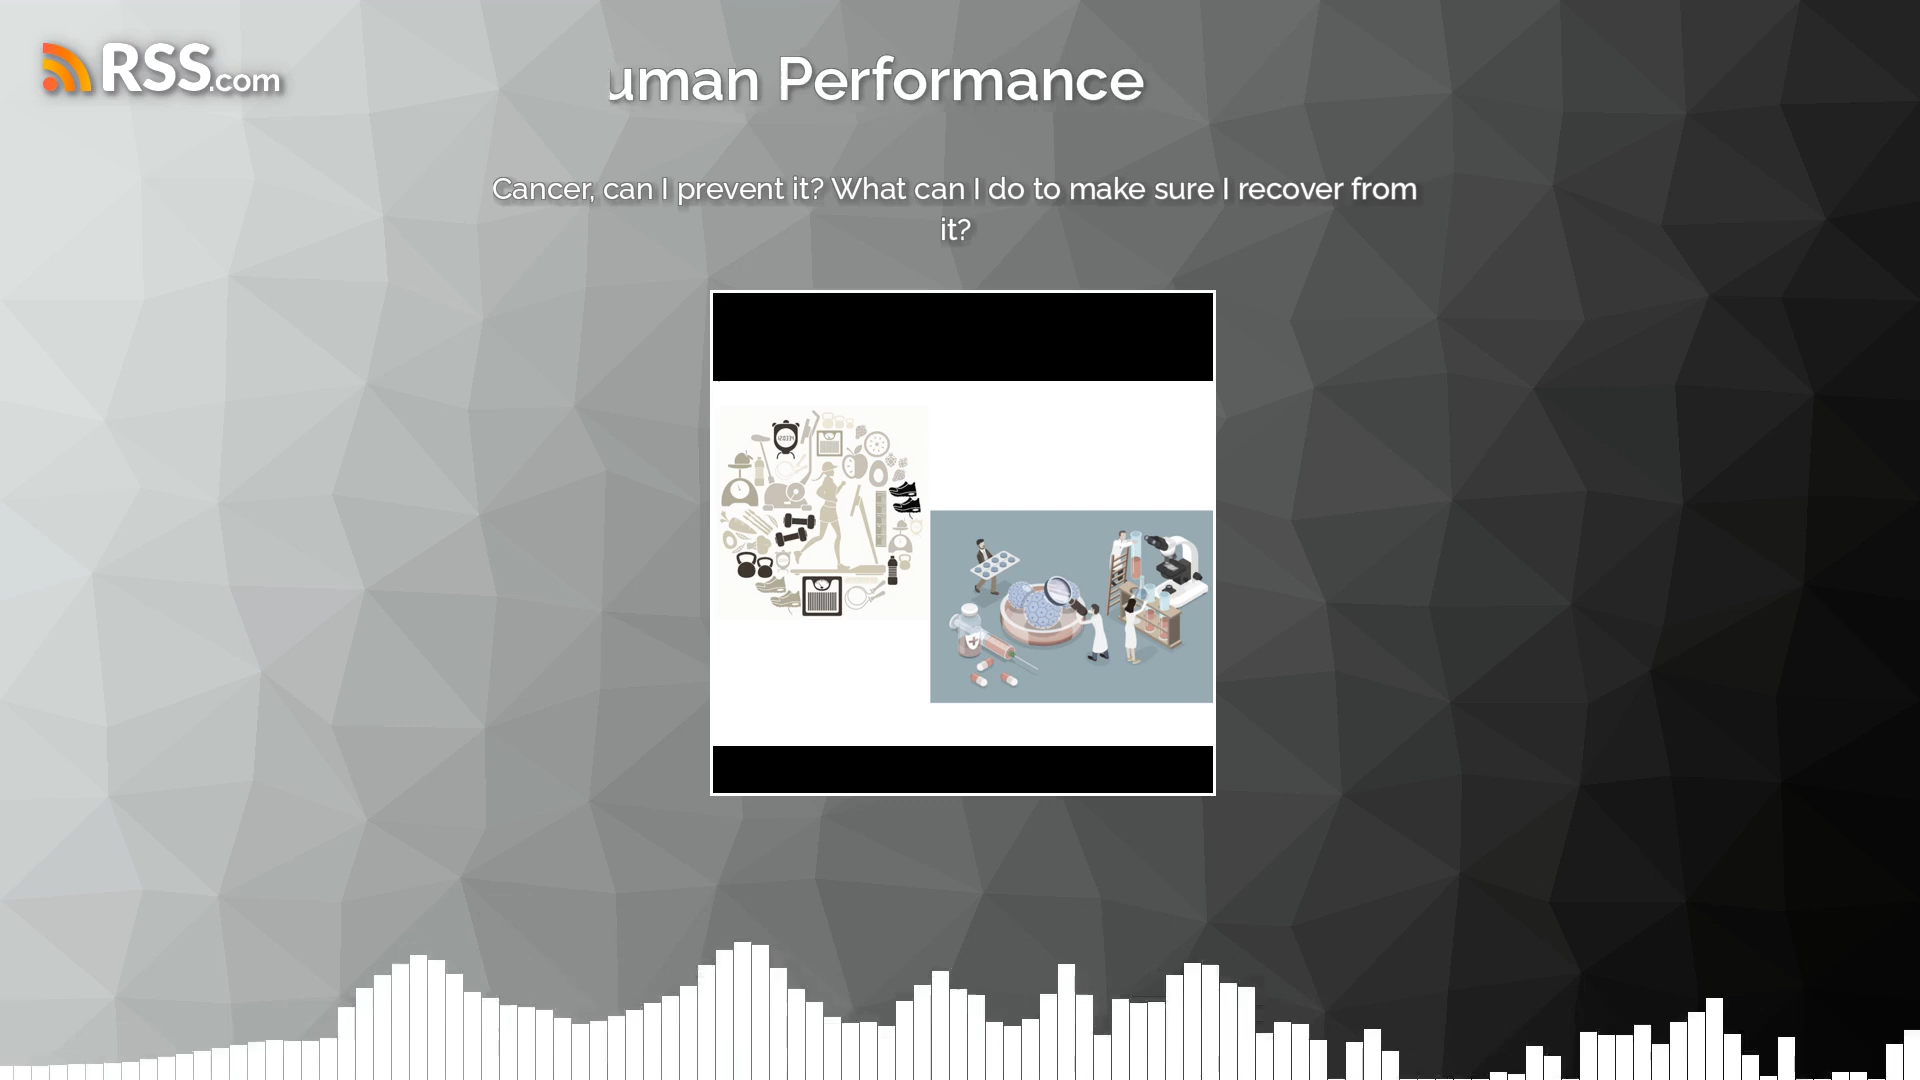 RSS.com
uman Performance
Cancer, can I prevent it? What can I do to make sure I recover from
it?